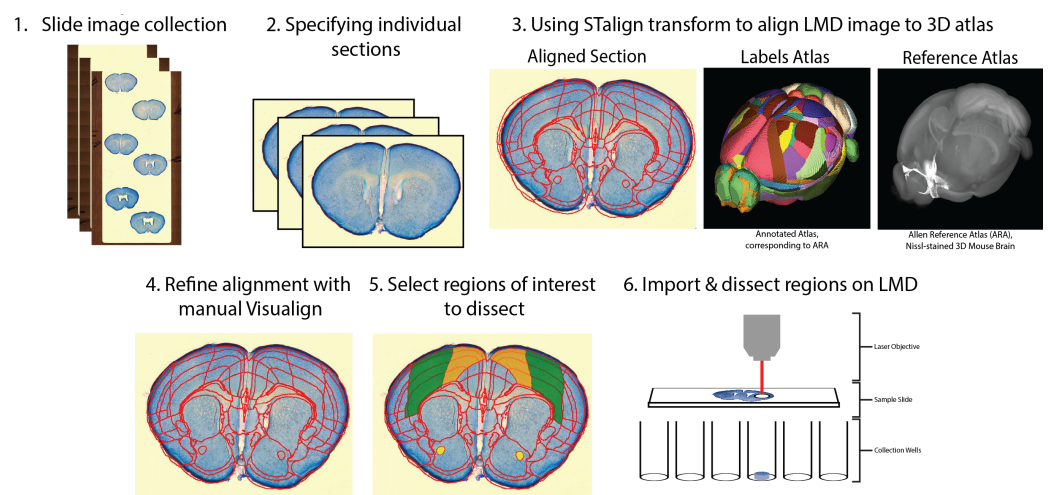 1. Slide image collection
2. Specifying individual
sections
3. Using STalign transform to align LMD image to 3D atlas
Aligned Section
Labels Atlas
Reference Atlas
Annotated Atlas,
corresponding to ARA
Allen Reference Atlas (ARA),
Nissl-stained 3D Mouse Brain
4. Refine alignment with
manual Visualign
5. Select regions of interest
to dissect
6. Import & dissect regions on LMD
Laser Objective
Sample Slide
Collection Wells